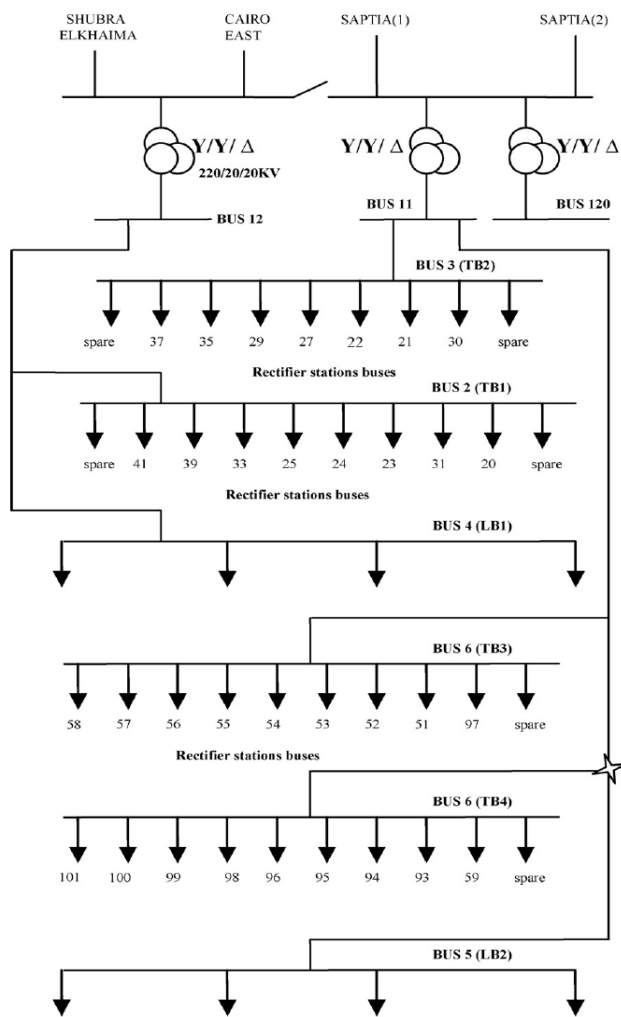 SHUBRA
ELKHAIMA
CAIRO
EAST
SAPTIA(1)
SAPTIA(2)
Y/Y/ Δ
220/20/20KV
Y/Y/ Δ
Y/Y/ Δ
BUS 12
BUS 11
BUS 120
BUS 3 (TB2)
spare 37 35 29 27 22 21 30 spare
Rectifier stations buses
BUS 2 (TB1)
spare 41 39 33 25 24 23 31 20 spare
Rectifier stations buses
BUS 4 (LB1)
BUS 6 (TB3)
58 57 56 55 54 53 52 51 97 spare
Rectifier stations buses
BUS 6 (TB4)
101 100 99 98 96 95 94 93 59 spare
BUS 5 (LB2)